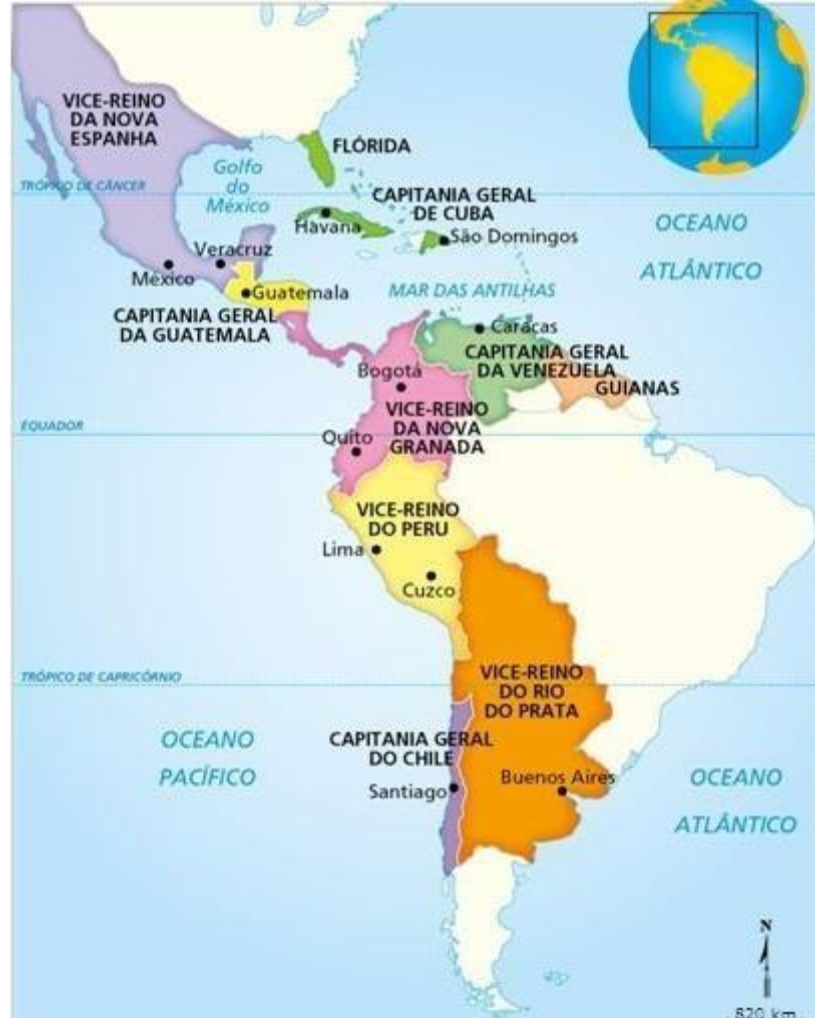 VICE-REINO
DA NOVA
ESPANHA
FLÓRIDA
Golfo
do
México
TRÓPICO DE CÂNCER
CAPITANIA GERAL
DE CUBA
Havana
São Domingos
OCEANO
ATLÂNTICO
Veracruz
México
Guatemala
MAR DAS ANTILHAS
CAPITANIA GERAL
DA GUATEMALA
Caracas
CAPITANIA GERAL
DA VENEZUELA
GUIANAS
Bogotá
VICE-REINO
DA NOVA
GRANADA
EQUADOR
Quito
VICE-REINO
DO PERU
Lima
Cuzco
TRÓPICO DE CAPRICÓRNIO
VICE-REINO
DO RIO
DO PRATA
OCEANO
PACÍFICO
CAPITANIA GERAL
DO CHILE
Santiago
Buenos Aires
OCEANO
ATLÂNTICO
N
820 km